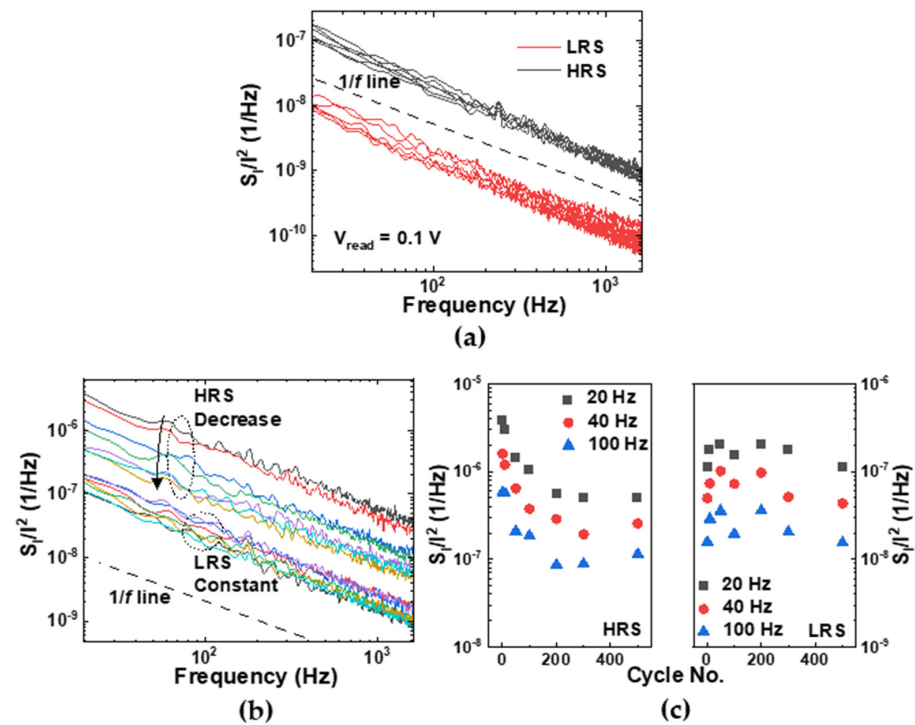 10⁻⁷
10⁻⁸
10⁻⁹
10⁻¹⁰
S_I/I² (1/Hz)
LRS
HRS
1/f line
V_read = 0.1 V
10²
10³
Frequency (Hz)
(a)
10⁻⁶
10⁻⁷
10⁻⁸
10⁻⁹
S_I/I² (1/Hz)
HRS
Decrease
LRS
Constant
1/f line
10²
10³
Frequency (Hz)
(b)
10⁻⁵
10⁻⁶
10⁻⁷
10⁻⁸
S_I/I² (1/Hz)
20 Hz
40 Hz
100 Hz
HRS
0
200
400
20 Hz
40 Hz
100 Hz
LRS
0
200
400
10⁻⁶
10⁻⁷
10⁻⁸
10⁻⁹
S_I/I² (1/Hz)
Cycle No.
(c)